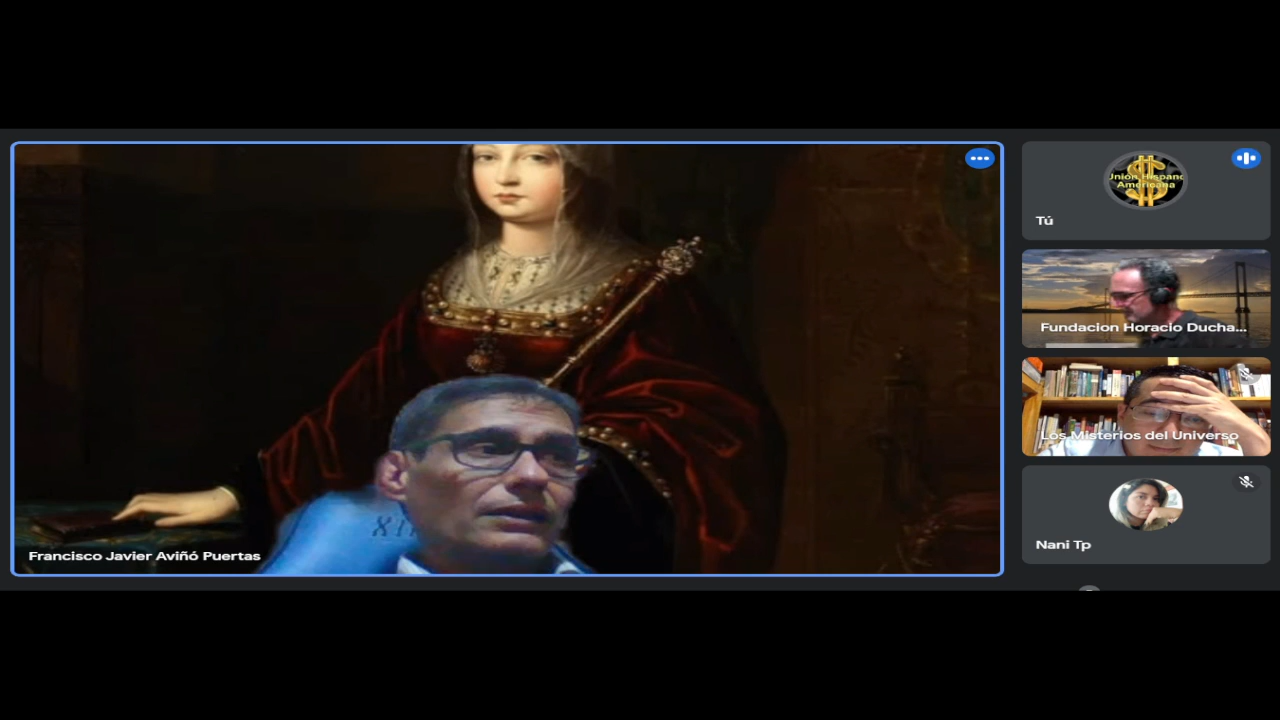 Francisco Javier Aviñó Puertas
Unión Hispano
Americana
Tú
Fundacion Horacio Ducha...
Los Misterios del Universo
Nani Tp